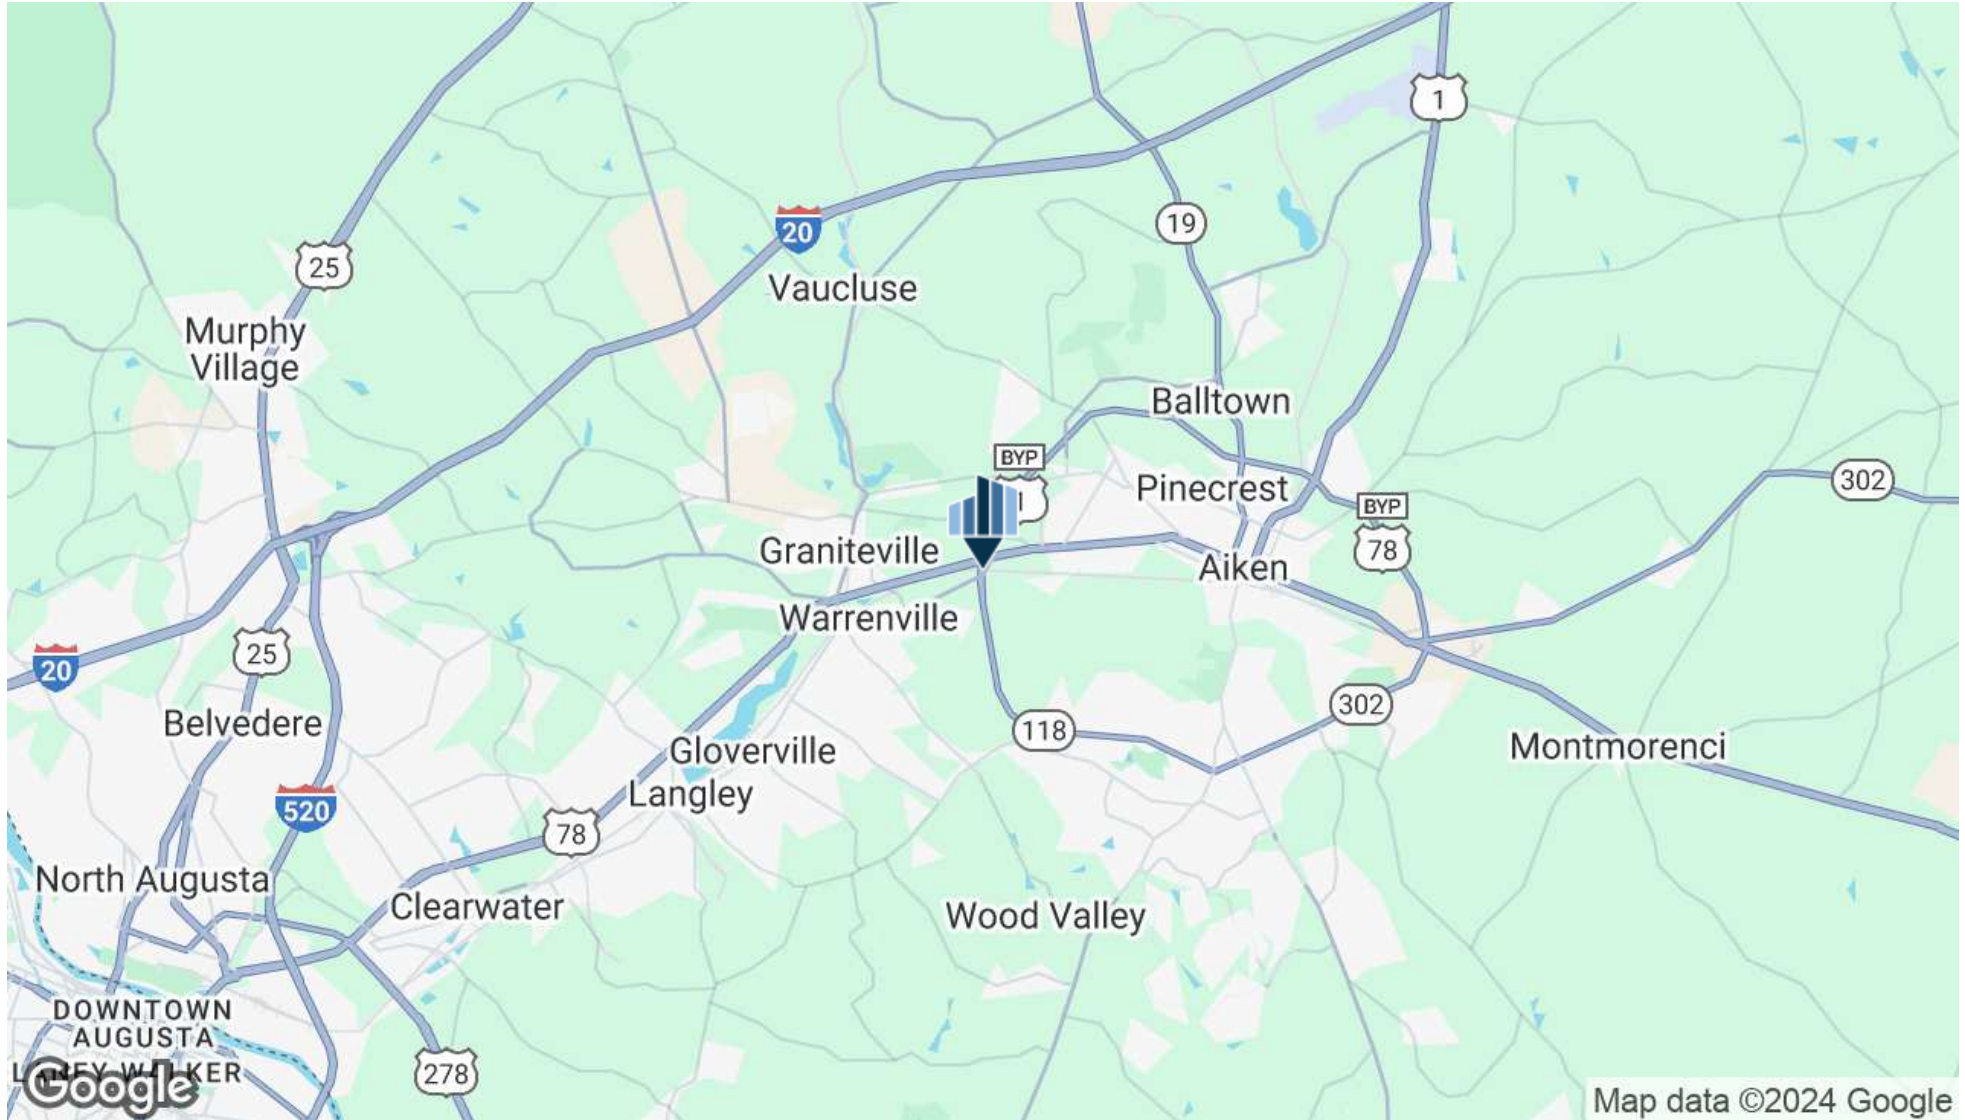 1
19
20
25
Vaucluse
Murphy
Village
Balltown
BYP
Pinecrest
302
BYP
78
Graniteville
Aiken
Warrenville
25
20
302
Belvedere
118
Montmorenci
Gloverville
Langley
520
78
North Augusta
Clearwater
Wood Valley
DOWNTOWN
AUGUSTA
LANEY WALKER
278
Google
Map data ©2024 Google